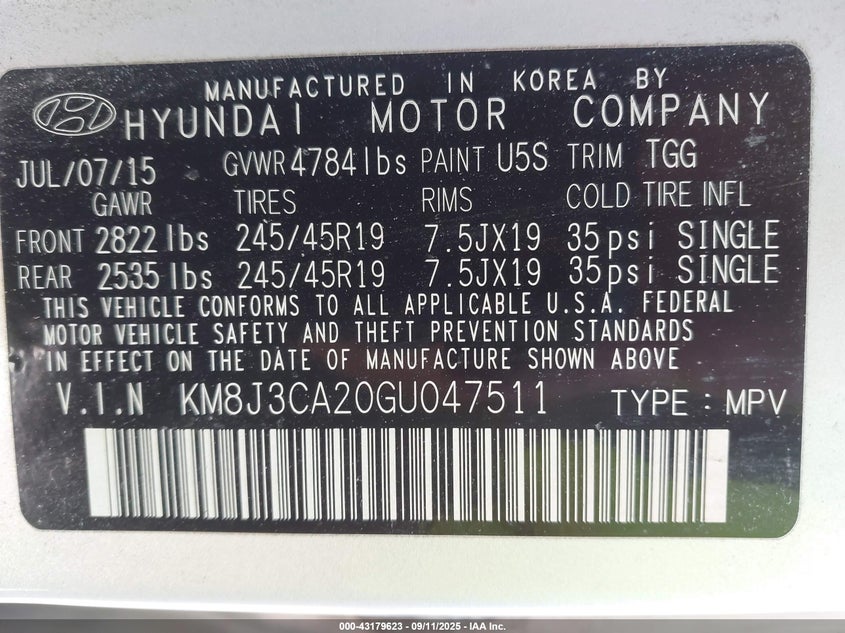 MANUFACTURED IN KOREA BY
HYUNDAI MOTOR COMPANY
JUL/07/15 GVWR 4784lbs PAINT U5S TRIM TGG
GAWR TIRES RIMS COLD TIRE INFL
FRONT 2822 lbs 245/45R19 7.5JX19 35psi SINGLE
REAR 2535 lbs 245/45R19 7.5JX19 35psi SINGLE
THIS VEHICLE CONFORMS TO ALL APPLICABLE U.S.A. FEDERAL
MOTOR VEHICLE SAFETY AND THEFT PREVENTION STANDARDS
IN EFFECT ON THE DATE OF MANUFACTURE SHOWN ABOVE.
V.I.N KM8J3CA20GU047511 TYPE : MPV
000-43179623 - 09/11/2025 - IAA Inc.